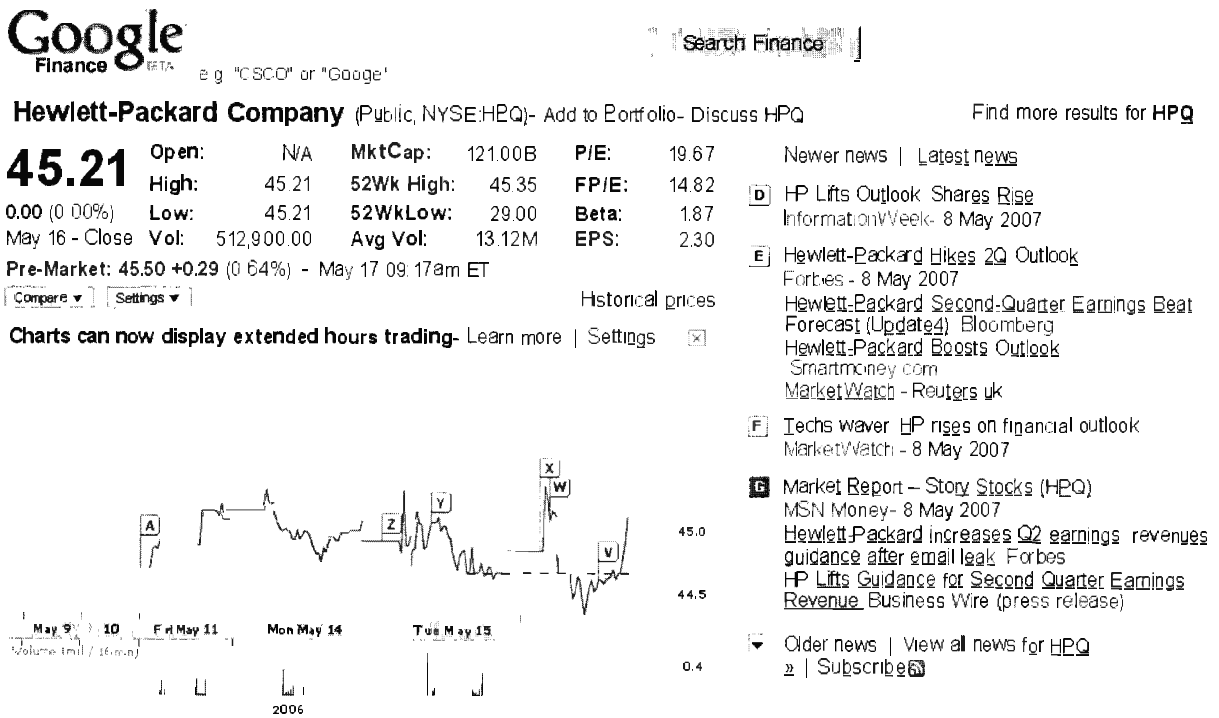 Google
Finance BETA
e g "CSCO" or "Googe"
Search Finance
Hewlett-Packard Company (Public, NYSE:HPQ)- Add to Portfolio- Discuss HPQ
Find more results for HPQ
45.21
0.00 (0 00%)
May 16 - Close
Open: N/A MktCap: 121.00B P/E: 19.67
High: 45.21 52Wk High: 45.35 FP/E: 14.82
Low: 45.21 52WkLow: 29.00 Beta: 1.87
Vol: 512,900.00 Avg Vol: 13.12M EPS: 2.30
Pre-Market: 45.50 +0.29 (0 64%) - May 17 09:17am ET
Compare ▼ Settings ▼ Historical prices
Charts can now display extended hours trading- Learn more | Settings x
A
Z
Y
X
W
V
45.0
44.5
May 9 10 Fri May 11 Mon May 14 Tue May 15
Volume (mil / 16min)
0.4
2006
Newer news | Latest news
D HP Lifts Outlook Shares Rise
InformationWeek- 8 May 2007
E Hewlett-Packard Hikes 2Q Outlook
Forbes - 8 May 2007
Hewlett-Packard Second-Quarter Earnings Beat
Forecast (Update4) Bloomberg
Hewlett-Packard Boosts Outlook
Smartmoney com
MarketWatch - Reuters uk
F Techs waver HP rises on financial outlook
MarketWatch - 8 May 2007
G Market Report – Story Stocks (HPQ)
MSN Money- 8 May 2007
Hewlett-Packard increases Q2 earnings revenues
guidance after email leak Forbes
HP Lifts Guidance for Second Quarter Earnings
Revenue Business Wire (press release)
▼ Older news | View all news for HPQ
» | Subscribe